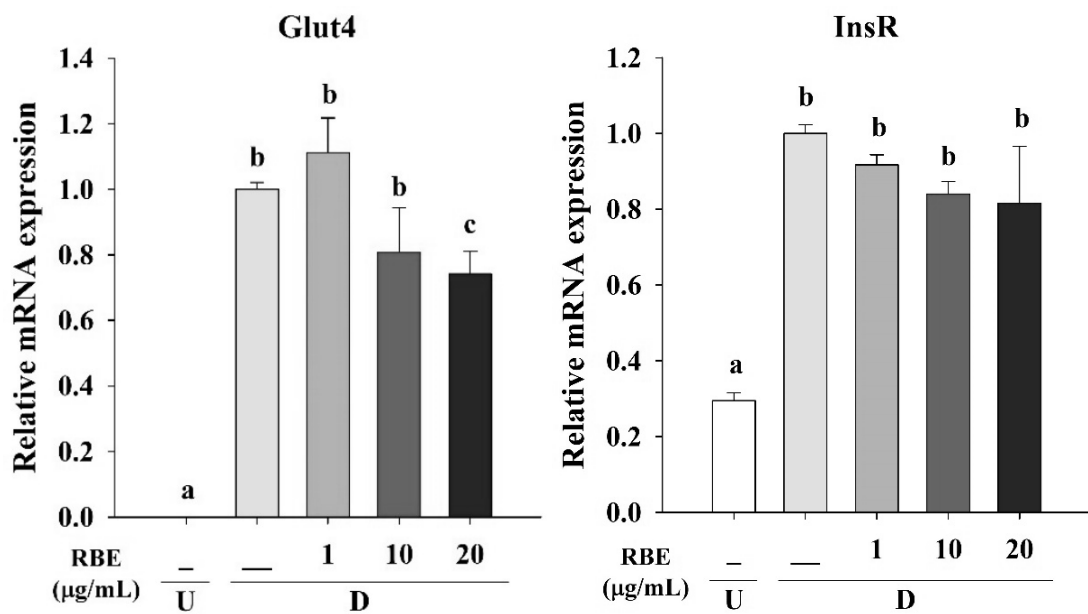 Glut4
Relative mRNA expression
1.4
1.2
1.0
0.8
0.6
0.4
0.2
0.0
a
b
b
b
c
RBE
(μg/mL)
– — 1 10 20
U D
InsR
Relative mRNA expression
1.2
1.0
0.8
0.6
0.4
0.2
0.0
a
b
b
b
b
RBE
(μg/mL)
– — 1 10 20
U D